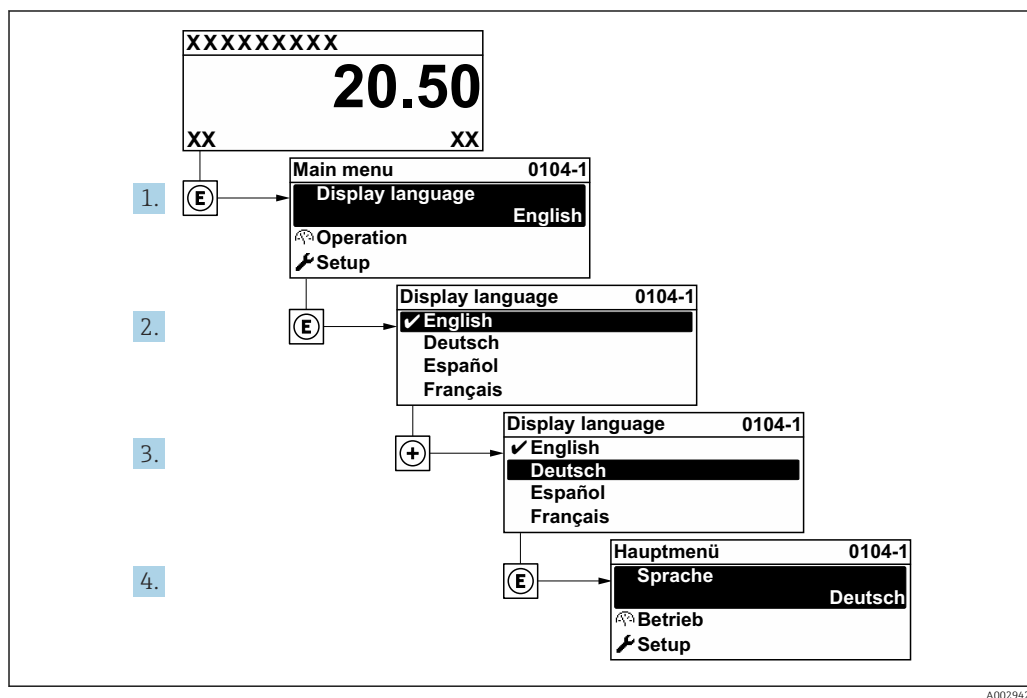 XXXXXXXXX
20.50
XX XX
1. E Main menu 0104-1
Display language
English
Operation
Setup
2. E Display language 0104-1
✔ English
Deutsch
Español
Français
3. + Display language 0104-1
✔ English
Deutsch
Español
Français
4. E Hauptmenü 0104-1
Sprache
Deutsch
Betrieb
Setup